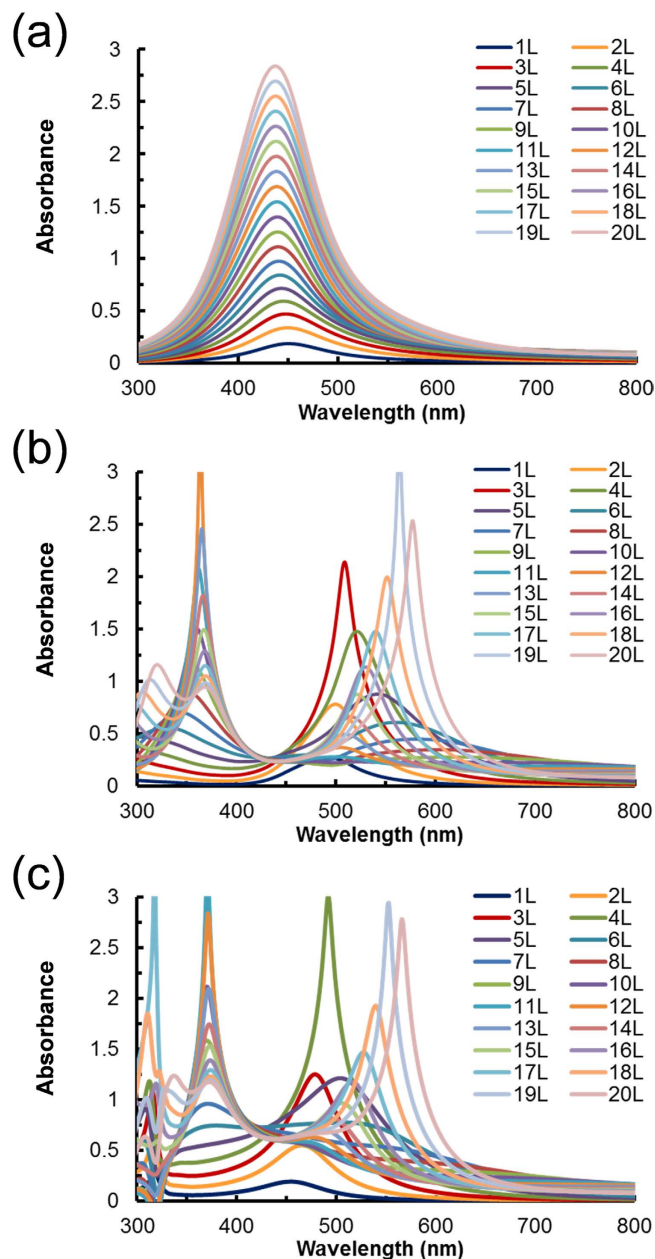 (a)
3
2.5
2
1.5
1
0.5
0
Absorbance
300 400 500 600 700 800
Wavelength (nm)
1L 2L
3L 4L
5L 6L
7L 8L
9L 10L
11L 12L
13L 14L
15L 16L
17L 18L
19L 20L
(b)
3
2.5
2
1.5
1
0.5
0
Absorbance
300 400 500 600 700 800
Wavelength (nm)
1L 2L
3L 4L
5L 6L
7L 8L
9L 10L
11L 12L
13L 14L
15L 16L
17L 18L
19L 20L
(c)
3
2.5
2
1.5
1
0.5
0
Absorbance
300 400 500 600 700 800
Wavelength (nm)
1L 2L
3L 4L
5L 6L
7L 8L
9L 10L
11L 12L
13L 14L
15L 16L
17L 18L
19L 20L